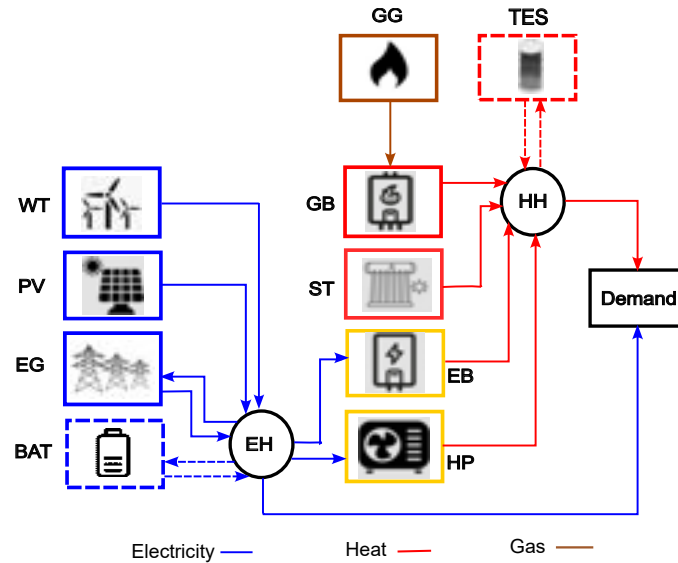 GG
TES
WT
GB
HH
PV
ST
Demand
EG
EB
BAT
EH
HP
Electricity
Heat
Gas